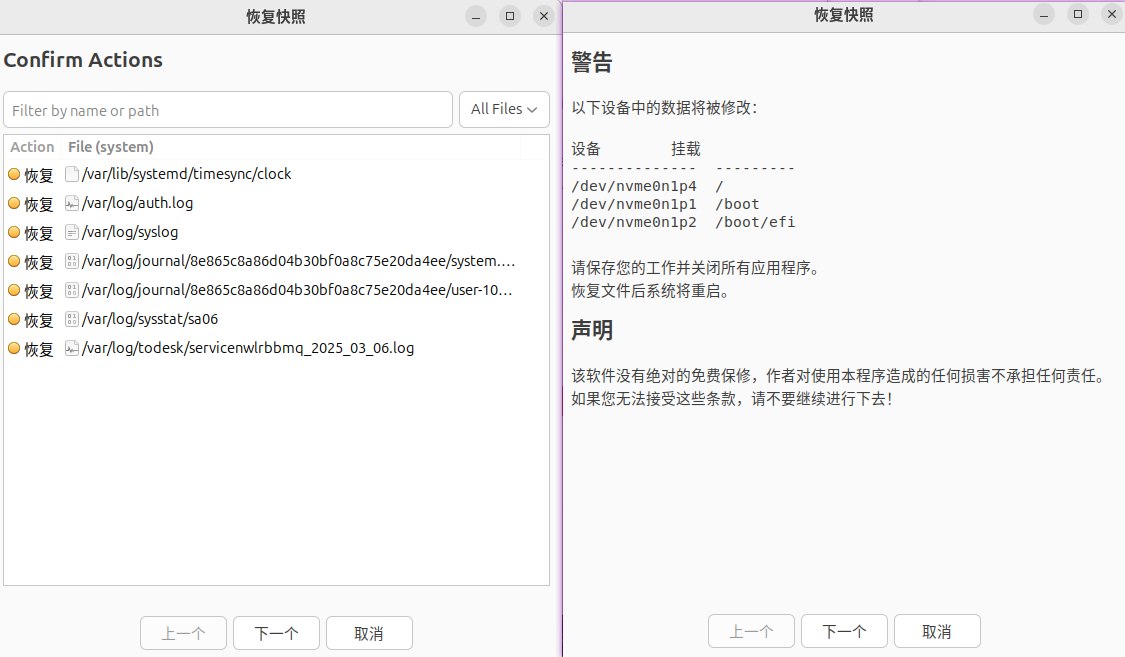 恢复快照
Confirm Actions
Filter by name or path
All Files
Action File (system)
恢复 /var/lib/systemd/timesync/clock
恢复 /var/log/auth.log
恢复 /var/log/syslog
恢复 /var/log/journal/8e865c8a86d04b30bf0a8c75e20da4ee/system.…
恢复 /var/log/journal/8e865c8a86d04b30bf0a8c75e20da4ee/user-10…
恢复 /var/log/sysstat/sa06
恢复 /var/log/todesk/servicenwlrbbmq_2025_03_06.log
上一个 下一个 取消
恢复快照
警告
以下设备中的数据将被修改:
设备 挂载
-------------- ---------
/dev/nvme0n1p4 /
/dev/nvme0n1p1 /boot
/dev/nvme0n1p2 /boot/efi
请保存您的工作并关闭所有应用程序。
恢复文件后系统将重启。
声明
该软件没有绝对的免费保修，作者对使用本程序造成的任何损害不承担任何责任。
如果您无法接受这些条款，请不要继续进行下去！
上一个 下一个 取消